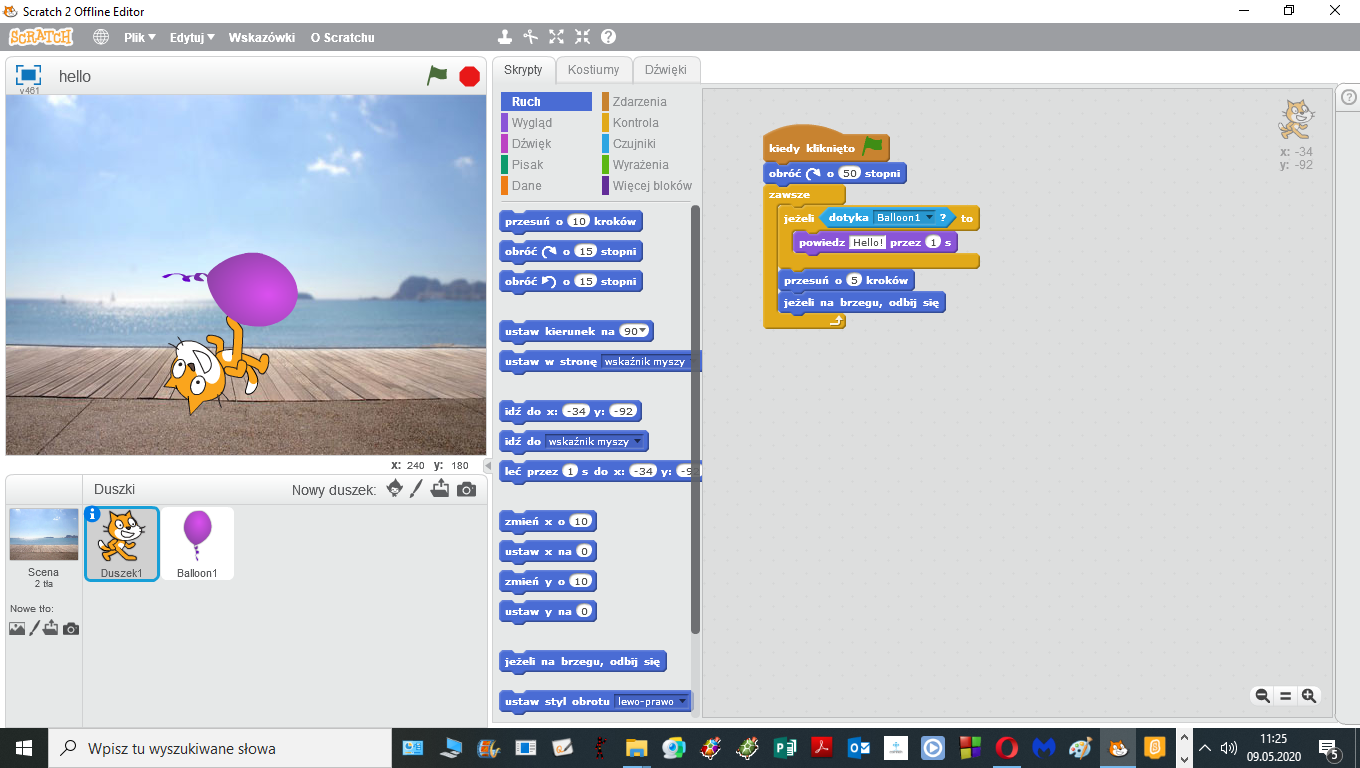 Scratch 2 Offline Editor
SCRATCH Plik Edytuj Wskazówki O Scratchu
v461 hello
Skrypty Kostiumy Dźwięki
Ruch Zdarzenia
Wygląd Kontrola
Dźwięk Czujniki
Pisak Wyrażenia
Dane Więcej bloków
przesuń o 10 kroków
obróć o 15 stopni
obróć o 15 stopni
ustaw kierunek na 90
ustaw w stronę wskaźnik myszy
idź do x: -34 y: -92
idź do wskaźnik myszy
leć przez 1 s do x: -34 y: -92
zmień x o 10
ustaw x na 0
zmień y o 10
ustaw y na 0
jeżeli na brzegu, odbij się
ustaw styl obrotu lewo-prawo
kiedy kliknięto
obróć o 50 stopni
zawsze
jeżeli dotyka Balloon1 ? to
powiedz Hello! przez 1 s
przesuń o 5 kroków
jeżeli na brzegu, odbij się
x: -34
y: -92
x: 240 y: 180
Duszki Nowy duszek:
Scena
2 tła
Nowe tło:
Duszek1 Balloon1
Wpisz tu wyszukiwane słowa
11:25
09.05.2020
5